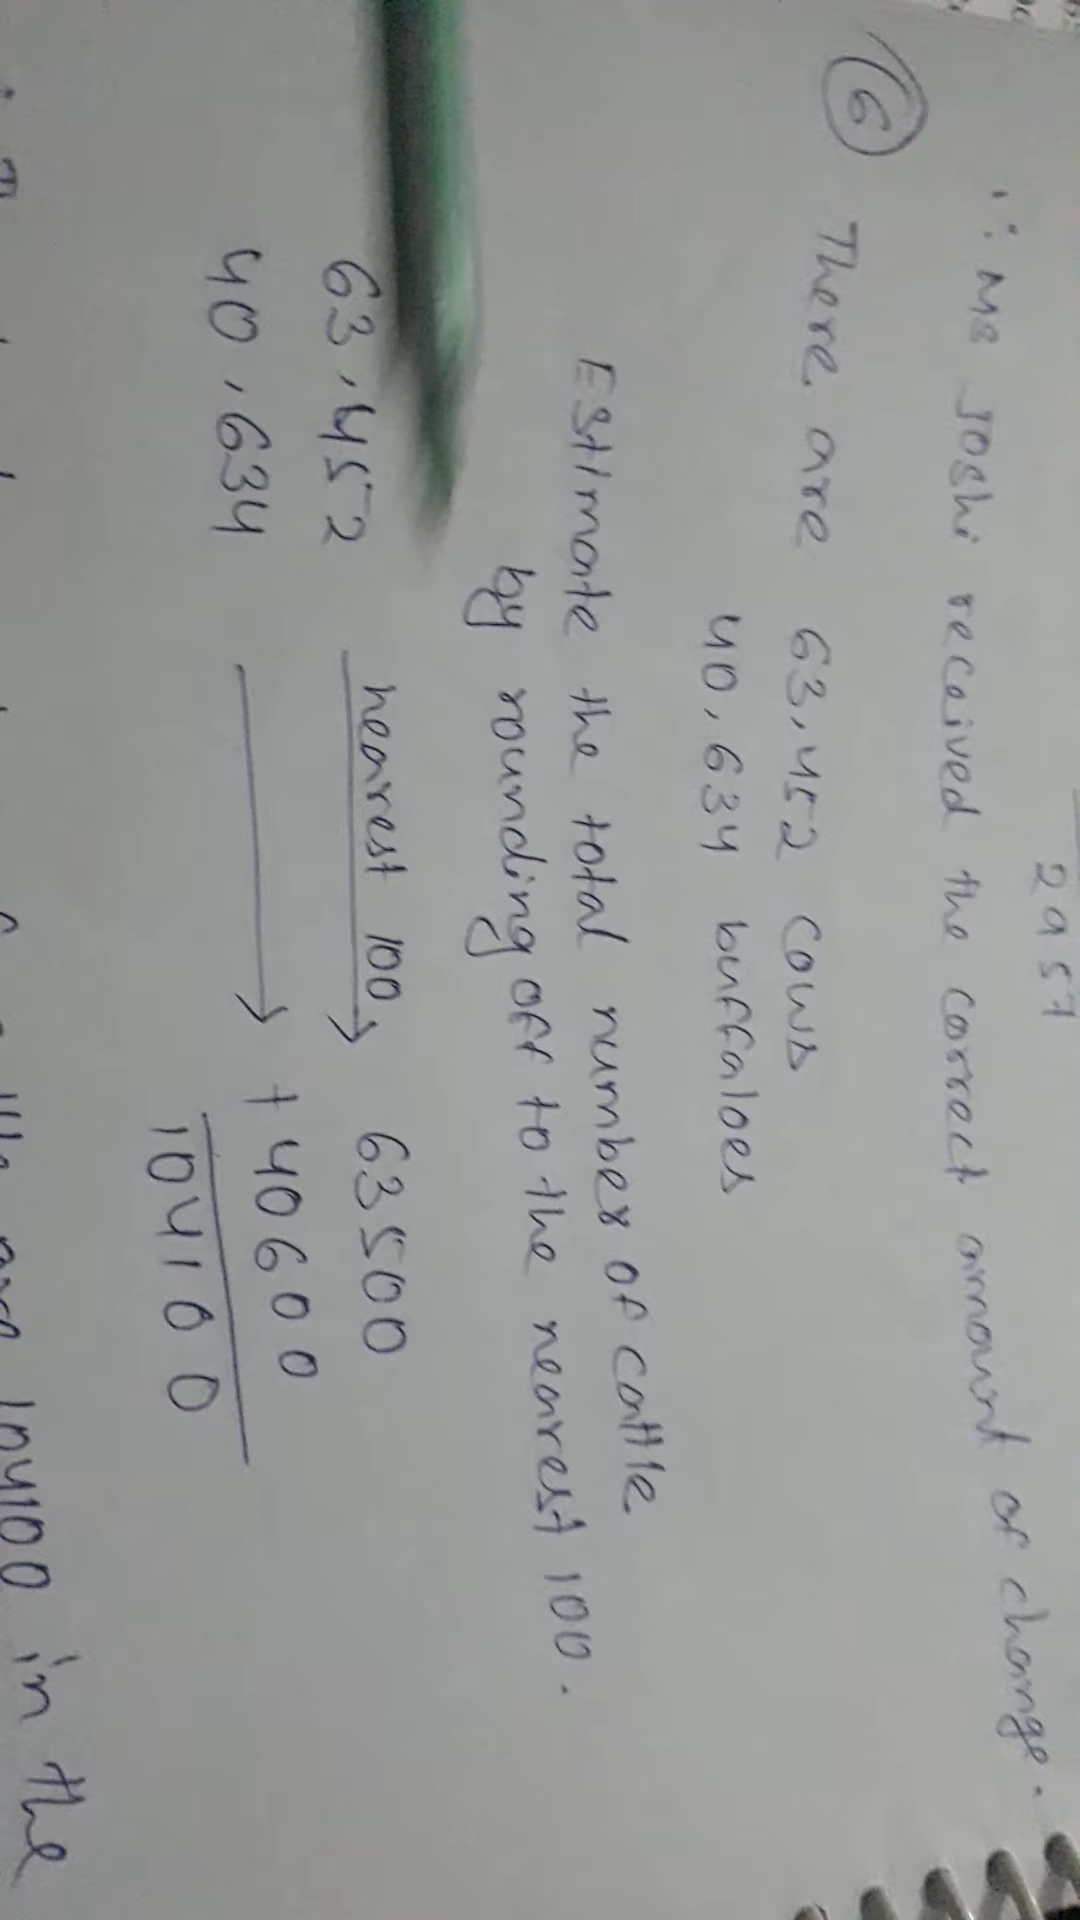 2957
∴ Ms Joshi received the correct amount of change.
6 There are 63,452 cows
40,634 buffaloes
Estimate the total number of cattle
by rounding off to the nearest 100.
63,452 nearest 100 → 63500
40,634 → + 40600
104100
104100 in the